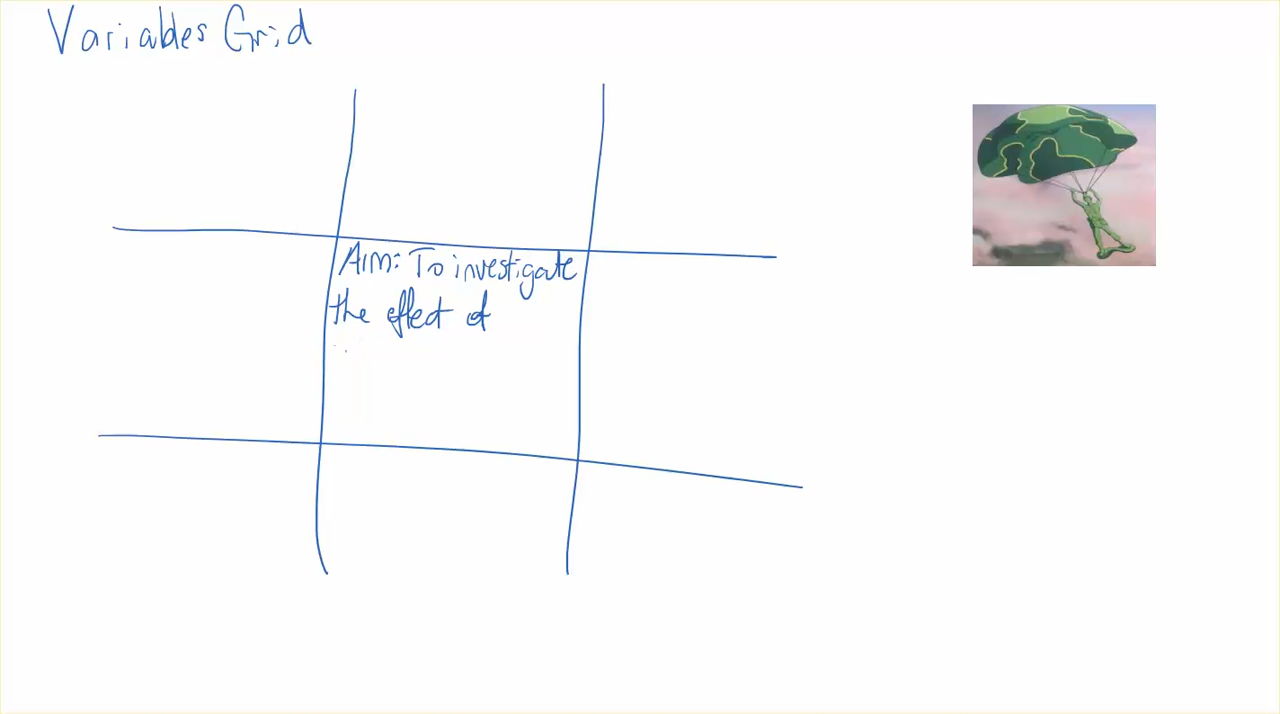 Variables Grid
Aim: To investigate
the effect of